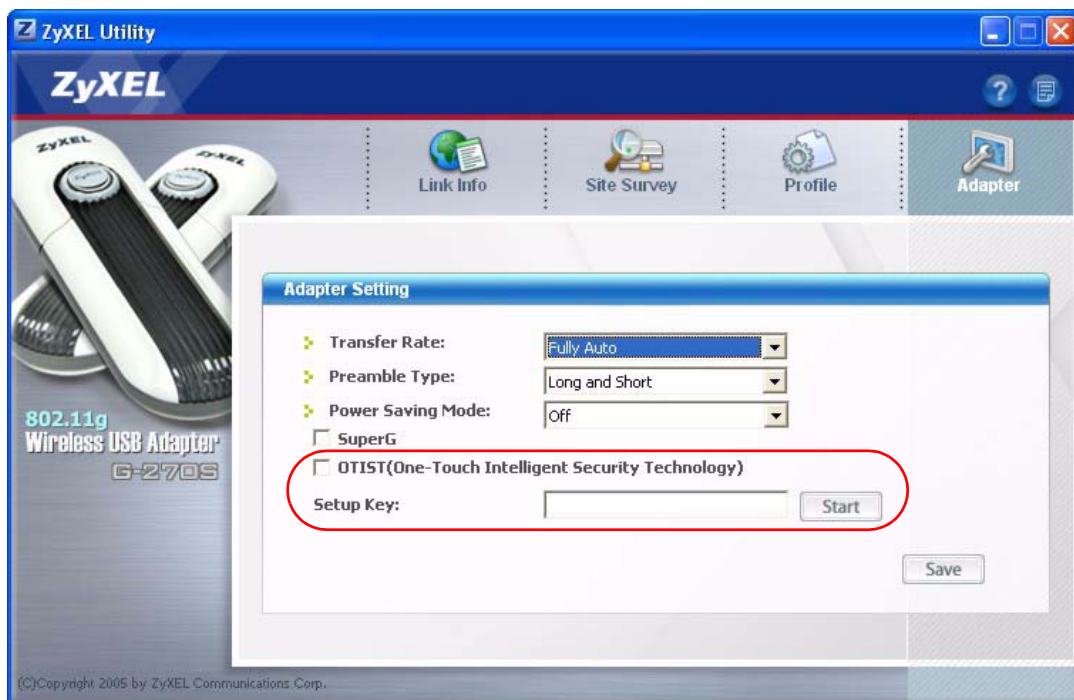 ZyXEL Utility
ZyXEL
ZyXEL
ZyXEL
Link Info
Site Survey
Profile
Adapter
Adapter Setting
Transfer Rate:
Fully Auto
Preamble Type:
Long and Short
Power Saving Mode:
Off
SuperG
OTIST(One-Touch Intelligent Security Technology)
Setup Key:
Start
Save
802.11g
Wireless USB Adapter
G-270S
(C)Copyright 2005 by ZyXEL Communications Corp.